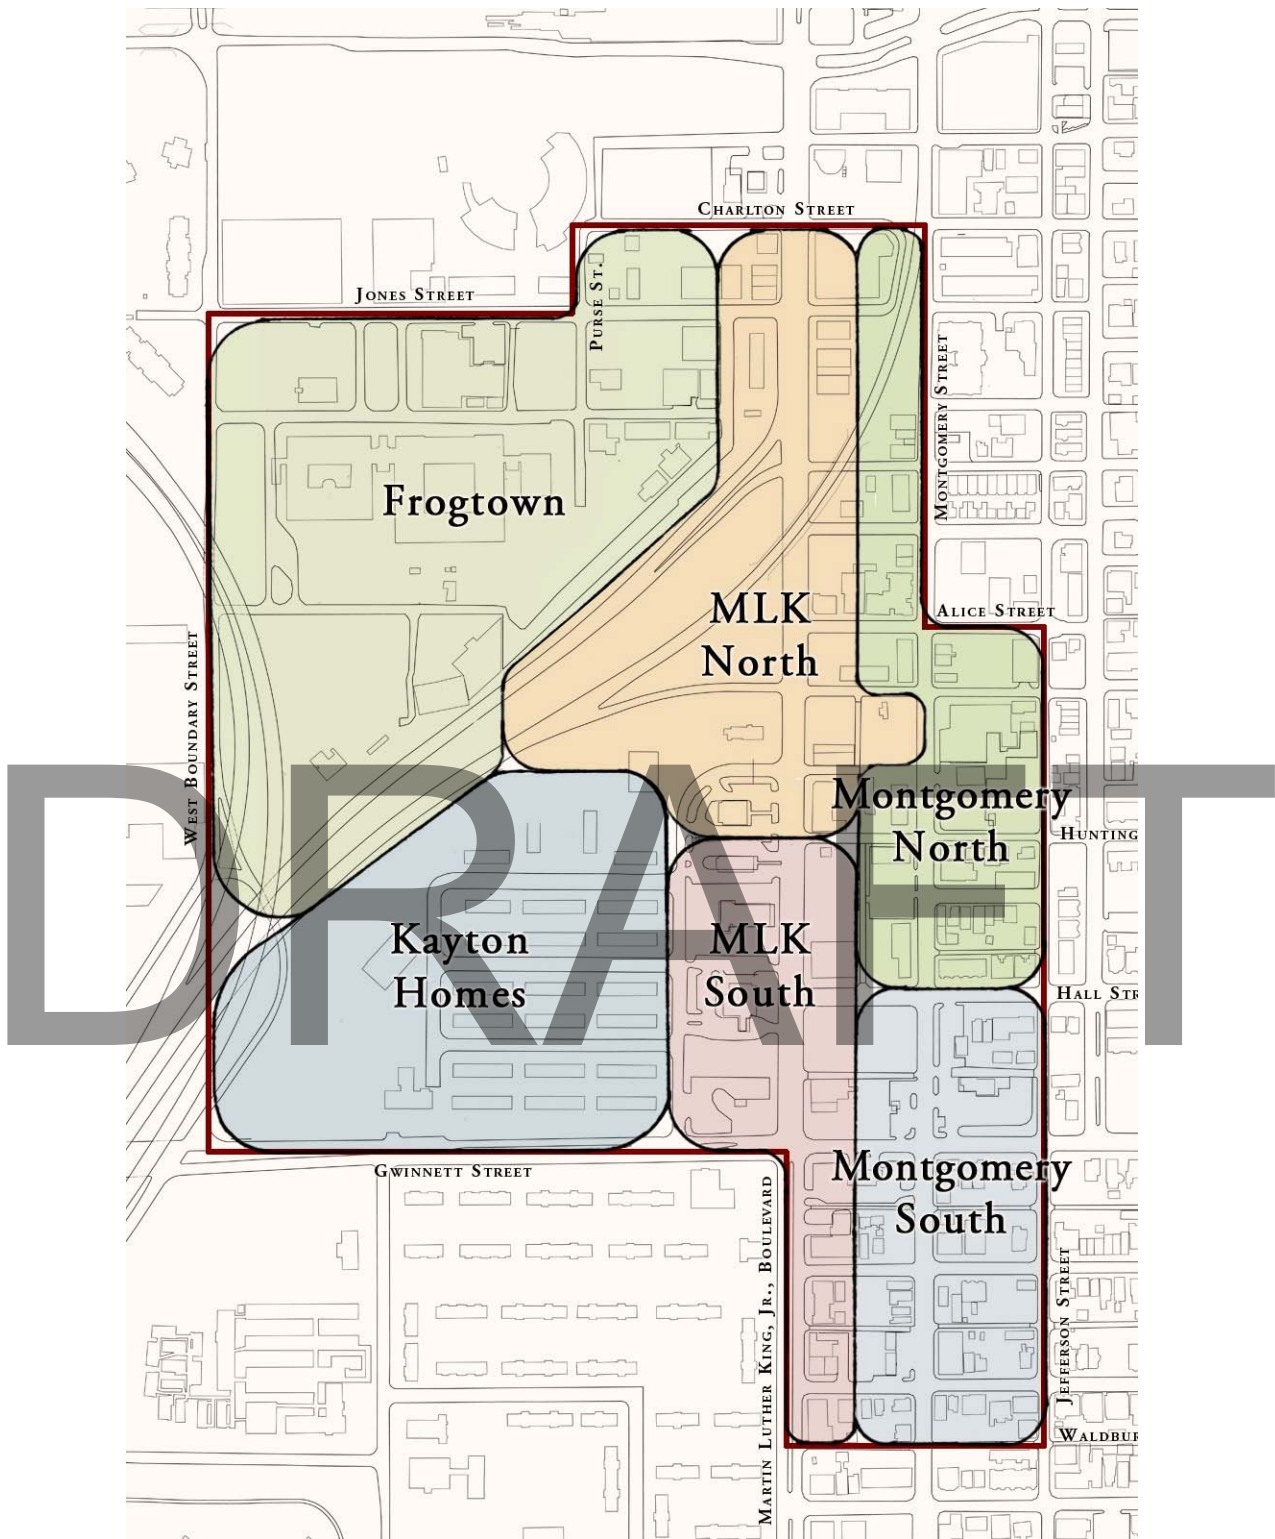 CHARLTON STREET
JONES STREET
PURSE ST.
MONTGOMERY STREET
Frogtown
MLK
North
ALICE STREET
WEST BOUNDARY STREET
DRAFT
Montgomery
North
HUNTING
Kayton
Homes
MLK
South
HALL STR
GWINNETT STREET
Montgomery
South
MARTIN LUTHER KING, JR., BOULEVARD
JEFFERSON STREET
WALDBUR